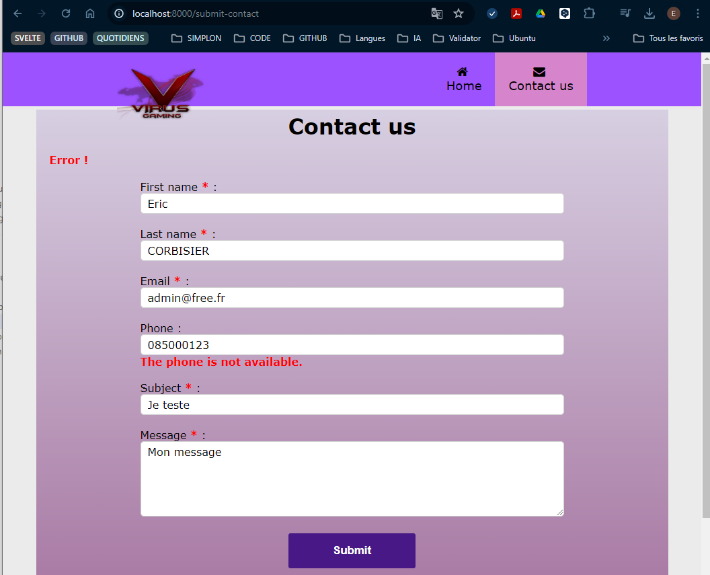 localhost:8000/submit-contact
E
SVELTE GITHUB QUOTIDIENS SIMPLON CODE GITHUB Langues IA Validator Ubuntu » Tous les favoris
VIRUS
GAMING
Home Contact us
Contact us
Error !
First name * :
Eric
Last name * :
CORBISIER
Email * :
admin@free.fr
Phone :
085000123
The phone is not available.
Subject * :
Je teste
Message * :
Mon message
Submit